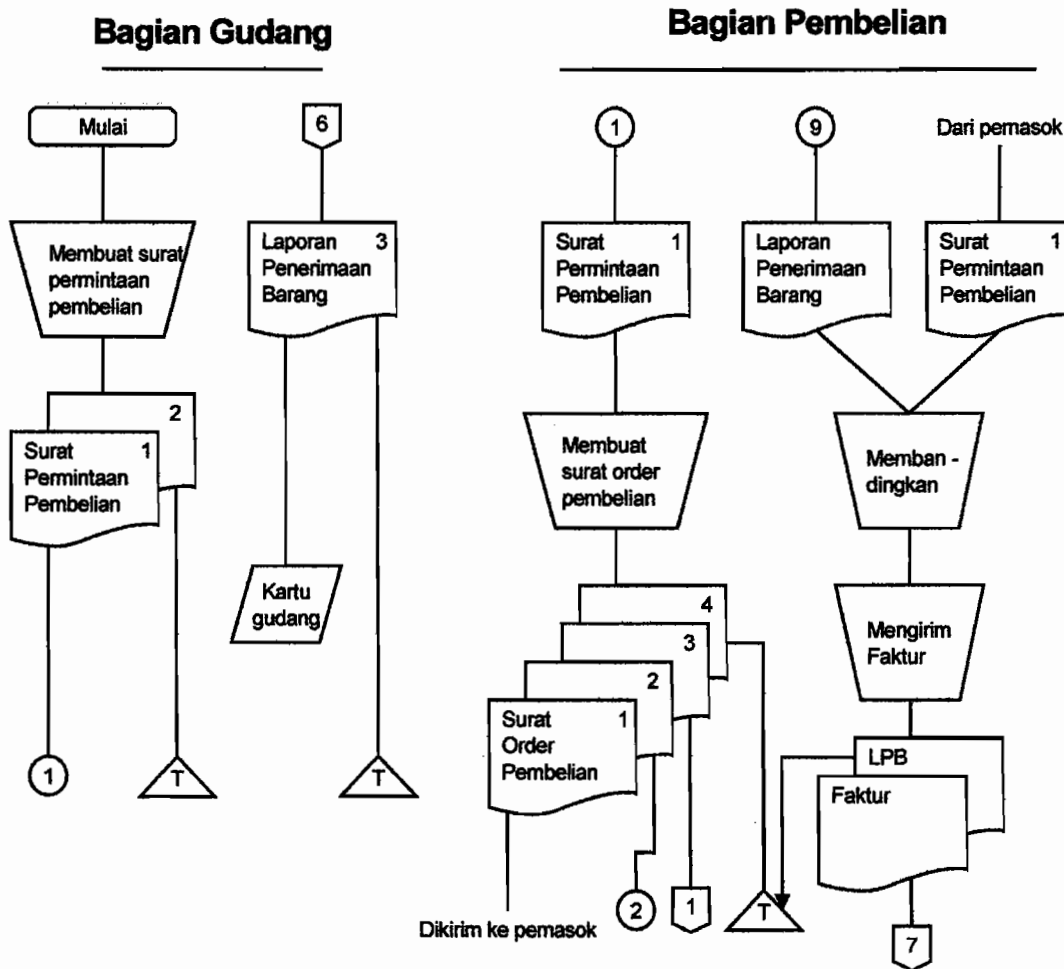 Bagian Gudang
Mulai
Membuat surat
permintaan
pembelian
2
Surat 1
Permintaan
Pembelian
1
T
6
Laporan 3
Penerimaan
Barang
Kartu
gudang
T
Bagian Pembelian
1
Surat 1
Permintaan
Pembelian
Membuat
surat order
pembelian
4
3
2
Surat 1
Order
Pembelian
Dikirim ke pemasok
2
1
T
9
Laporan
Penerimaan
Barang
Dari pemasok
Surat 1
Permintaan
Pembelian
Memban -
dingkan
Mengirim
Faktur
LPB
Faktur
7